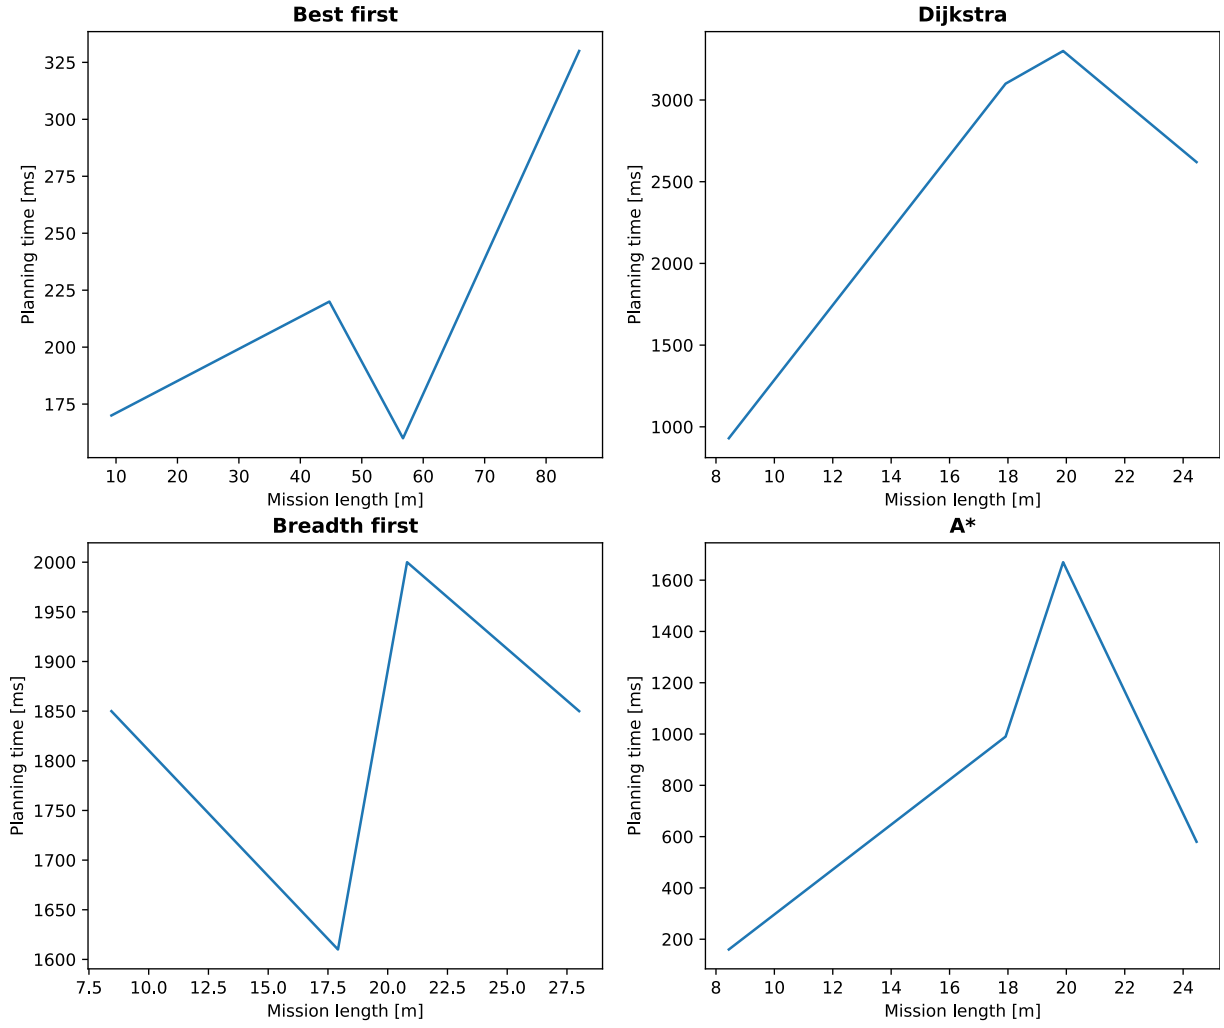 Best first
325
300
275
250
225
200
175
Planning time [ms]
10 20 30 40 50 60 70 80
Mission length [m]
Dijkstra
3000
2500
2000
1500
1000
Planning time [ms]
8 10 12 14 16 18 20 22 24
Mission length [m]
Breadth first
2000
1950
1900
1850
1800
1750
1700
1650
1600
Planning time [ms]
7.5 10.0 12.5 15.0 17.5 20.0 22.5 25.0 27.5
Mission length [m]
A*
1600
1400
1200
1000
800
600
400
200
Planning time [ms]
8 10 12 14 16 18 20 22 24
Mission length [m]